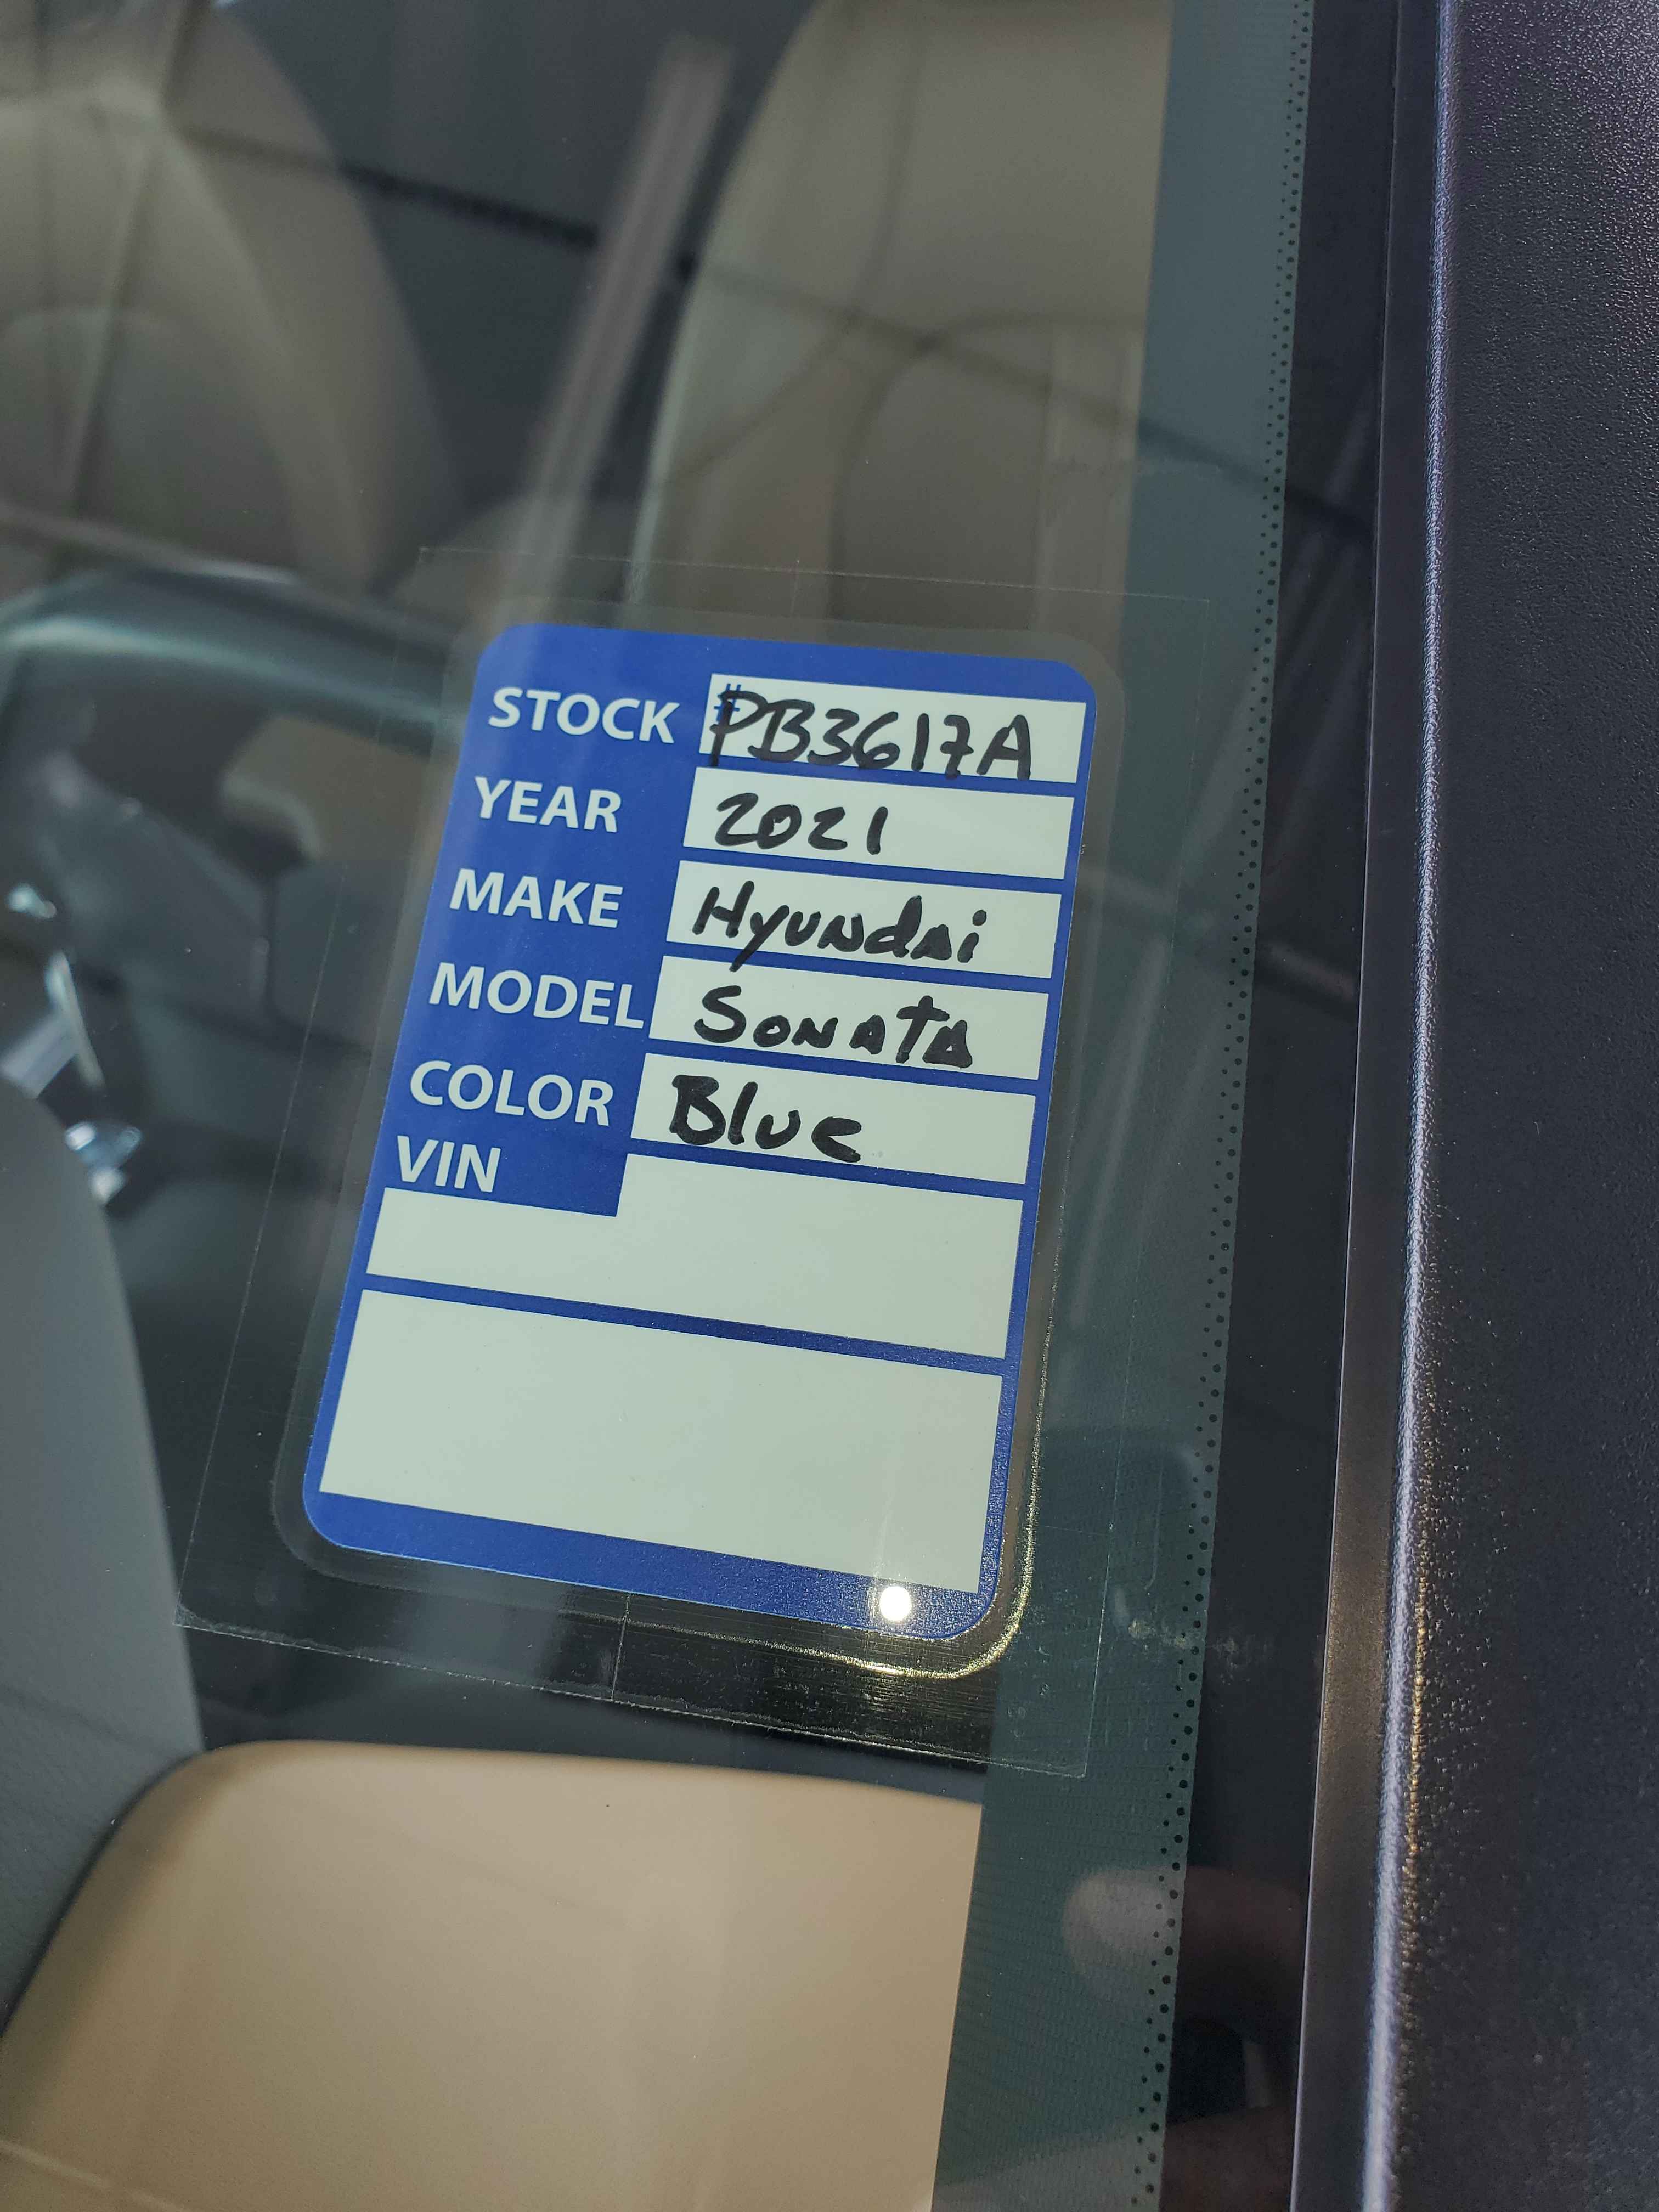 STOCK #PB3617A
YEAR 2021
MAKE Hyundai
MODEL Sonata
COLOR Blue
VIN